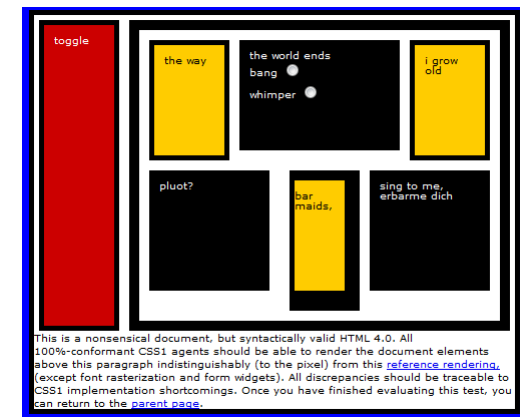 toggle
the way
the world ends
bang
whimper
i grow
old
pluot?
bar
maids,
sing to me,
erbarme dich
This is a nonsensical document, but syntactically valid HTML 4.0. All
100%-conformant CSS1 agents should be able to render the document elements
above this paragraph indistinguishably (to the pixel) from this reference rendering,
(except font rasterization and form widgets). All discrepancies should be traceable to
CSS1 implementation shortcomings. Once you have finished evaluating this test, you
can return to the parent page.